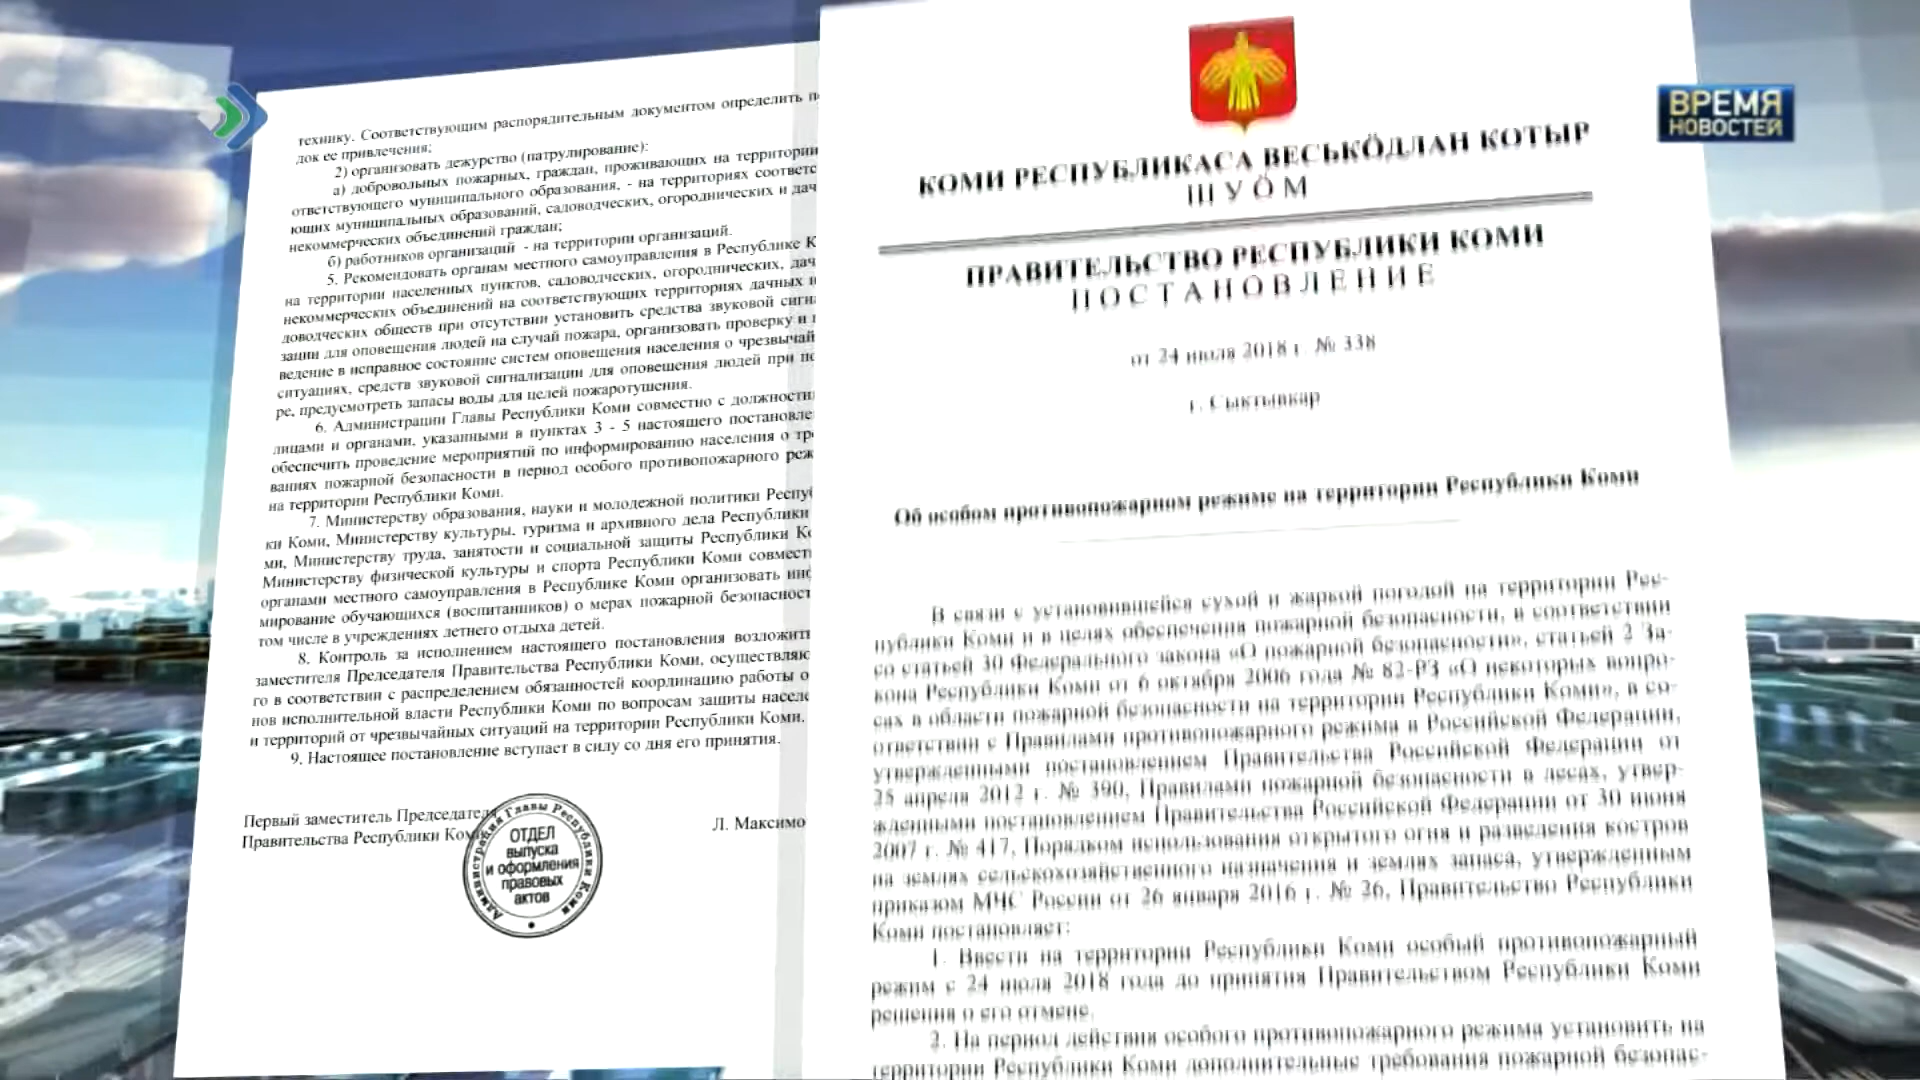 технику. Соответствующим распорядительным документом определить
док ее привлечения;
2) организовать дежурство (патрулирование):
а) добровольных пожарных, граждан, проживающих на территории
ответствующего муниципального образования, - на территориях
ющих муниципальных образований, садоводческих, огороднических и
некоммерческих объединений граждан;
б) работников организаций - на территории организаций.
5. Рекомендовать органам местного самоуправления в Республике
на территории населенных пунктов, садоводческих, огороднических,
некоммерческих объединений на соответствующих территориях дачных
доводческих обществ при отсутствии установить средства звуковой
зации для оповещения людей на случай пожара, организовать проверку и
ведение в исправное состояние систем оповещения населения о
ситуациях, средств звуковой сигнализации для оповещения людей при
ре, предусмотреть запасы воды для целей пожаротушения.
6. Администрации Главы Республики Коми совместно с
лицами и органами, указанными в пунктах 3 - 5 настоящего
обеспечить проведение мероприятий по информированию населения о
ваниях пожарной безопасности в период особого противопожарного
на территории Республики Коми.
7. Министерству образования, науки и молодежной политики
ки Коми, Министерству культуры, туризма и архивного дела Республики
ми, Министерству труда, занятости и социальной защиты Республики
Министерству физической культуры и спорта Республики Коми
органами местного самоуправления в Республике Коми организовать
мирование обучающихся (воспитанников) о мерах пожарной
том числе в учреждениях летнего отдыха детей.
8. Контроль за исполнением настоящего постановления
заместителя Председателя Правительства Республики Коми,
го в соответствии с распределением обязанностей координацию работы
нов исполнительной власти Республики Коми по вопросам защиты
и территорий от чрезвычайных ситуаций на территории Республики Коми.
9. Настоящее постановление вступает в силу со дня его принятия.
Первый заместитель Председателя
Правительства Республики Коми
Л. Максимо
Администрация Главы Республики Коми
ОТДЕЛ
выпуска
и оформления
правовых
актов
ВРЕМЯ
НОВОСТЕЙ
КОМИ РЕСПУБЛИКАСА ВЕСЬКӦДЛАН КОТЫР
ШУӦМ
ПРАВИТЕЛЬСТВО РЕСПУБЛИКИ КОМИ
ПОСТАНОВЛЕНИЕ
от 24 июля 2018 г. № 338
г. Сыктывкар
Об особом противопожарном режиме на территории Республики Коми
В связи с установившейся сухой и жаркой погодой на территории Рес-
публики Коми и в целях обеспечения пожарной безопасности, в соответствии
со статьей 30 Федерального закона «О пожарной безопасности», статьей 2 За-
кона Республики Коми от 6 октября 2006 года № 82-РЗ «О некоторых вопро-
сах в области пожарной безопасности на территории Республики Коми», в со-
ответствии с Правилами противопожарного режима в Российской Федерации,
утвержденными постановлением Правительства Российской Федерации от
25 апреля 2012 г. № 390, Правилами пожарной безопасности в лесах, утвер-
жденными постановлением Правительства Российской Федерации от 30 июня
2007 г. № 417, Порядком использования открытого огня и разведения костров
на землях сельскохозяйственного назначения и землях запаса, утвержденным
приказом МЧС России от 26 января 2016 г. № 26, Правительство Республики
Коми постановляет:
1. Ввести на территории Республики Коми особый противопожарный
режим с 24 июля 2018 года до принятия Правительством Республики Коми
решения о его отмене.
2. На период действия особого противопожарного режима установить на
территории Республики Коми дополнительные требования пожарной безопас-